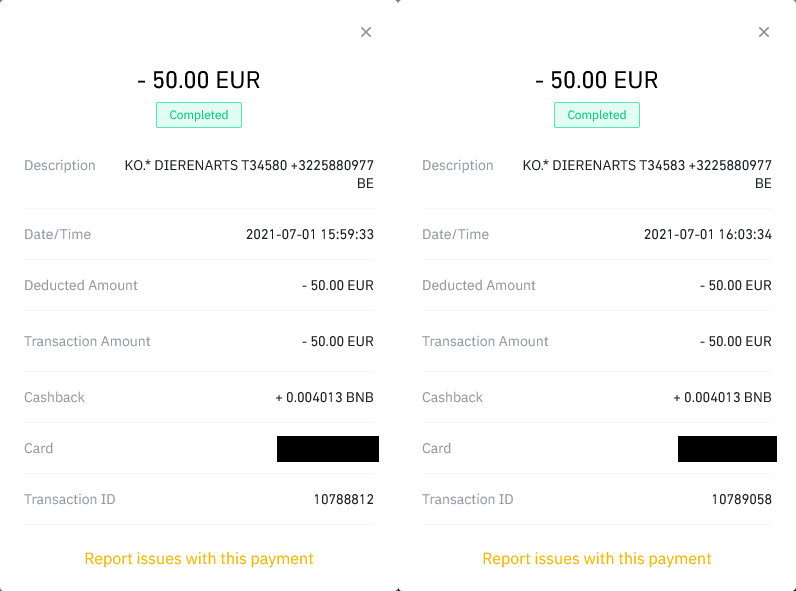 - 50.00 EUR
Completed
Description KO.* DIERENARTS T34580 +3225880977
BE
Date/Time 2021-07-01 15:59:33
Deducted Amount - 50.00 EUR
Transaction Amount - 50.00 EUR
Cashback + 0.004013 BNB
Card
Transaction ID 10788812
Report issues with this payment
- 50.00 EUR
Completed
Description KO.* DIERENARTS T34583 +3225880977
BE
Date/Time 2021-07-01 16:03:34
Deducted Amount - 50.00 EUR
Transaction Amount - 50.00 EUR
Cashback + 0.004013 BNB
Card
Transaction ID 10789058
Report issues with this payment